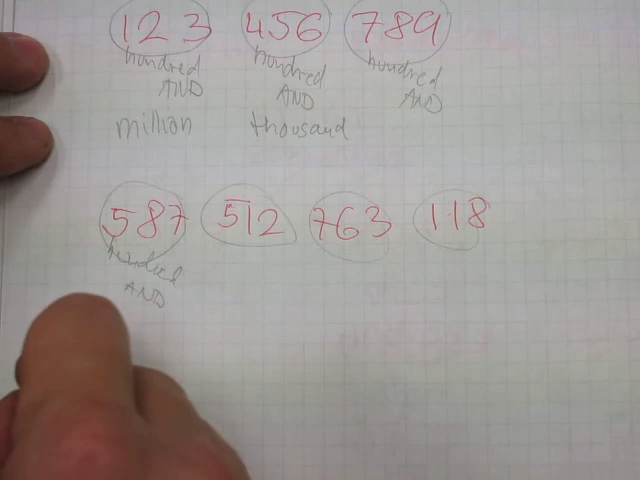 123 456 789
hundred hundred hundred
AND AND AND
million thousand
587 512 763 118
hundred
AND